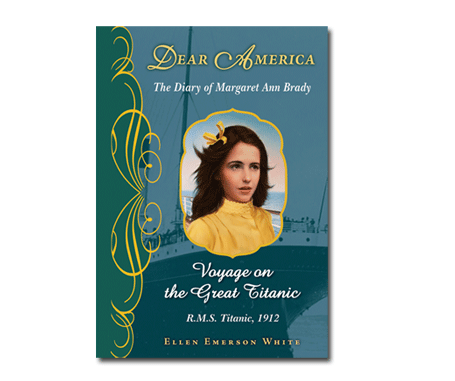 Dear America
The Diary of Margaret Ann Brady
Voyage on
the Great Titanic
R.M.S. Titanic, 1912
Ellen Emerson White